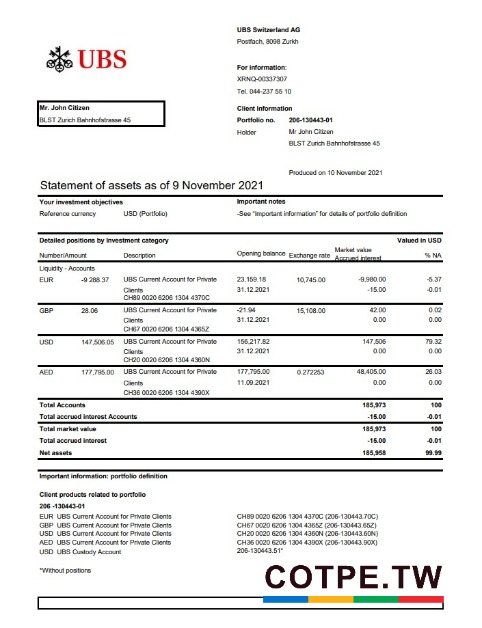 UBS Switzerland AG
Postfach, 8098 Zurkh
UBS
For information:
XRNQ-00337307
Tel. 044-237 55 10
Mr. John Citizen
BLST Zurich Bahnhofstrasse 45
Client information
Portfolio no. 206-130443-01
Holder Mr John Citizen
BLST Zurich Bahnhofstrasse 45
Produced on 10 November 2021
Statement of assets as of 9 November 2021
Your investment objectives Important notes
Reference currency USD (Portfolio) -See "Important information" for details of portfolio definition
Detailed positions by Investment category Valued in USD
Number/Amount Description Opening balance Exchange rate Market value Accrued interest % NA
Liquidity - Accounts
EUR -9 288.37 UBS Current Account for Private 23,159.18 10,745.00 -9,980.00 -5.37
Clients 31.12.2021 -15.00 -0.01
CH89 0020 6206 1304 4370C
GBP 28.06 UBS Current Account for Private -21.94 15,108.00 42.00 0.02
Clients 31.12.2021 0.00 0.00
CH67 0020 6206 1304 4365Z
USD 147,506.05 UBS Current Account for Private 156,217.82 147,506 79.32
Clients 31.12.2021 0.00 0.00
CH20 0020 6206 1304 4360N
AED 177,795.00 UBS Current Account for Private 177,795.00 0.272253 48,405.00 26.03
Clients 11.09.2021 0.00 0.00
CH36 0020 6206 1304 4390X
Total Accounts 185,973 100
Total accrued interest Accounts -15.00 -0.01
Total market value 185,973 100
Total accrued interest -15.00 -0.01
Net assets 185,958 99.99
Important information: portfolio definition
Client products related to portfolio
206 -130443-01
EUR UBS Current Account for Private Clients CH89 0020 6206 1304 4370C (206-130443.70C)
GBP UBS Current Account for Private Clients CH67 0020 6206 1304 4365Z (206-130443.65Z)
USD UBS Current Account for Private Clients CH20 0020 6206 1304 4360N (206-130443.60N)
AED UBS Current Account for Private Clients CH36 0020 6206 1304 4390X (206-130443.90X)
USD UBS Custody Account 206-130443.51*
*Without positions
COTPE.TW